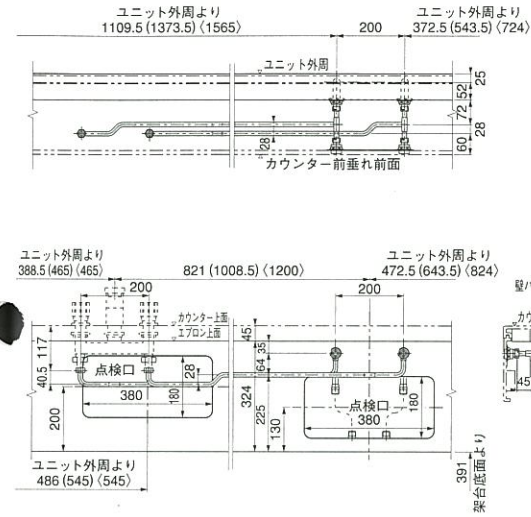 ユニット外周より
1109.5 (1373.5)〈1565〉
200
ユニット外周より
372.5 (543.5)〈724〉
ユニット外周
25
52
72
28
60
28
カウンター前垂れ前面
ユニット外周より
388.5 (465)〈465〉
200
821 (1008.5)〈1200〉
ユニット外周より
472.5 (643.5)〈824〉
200
カウンター上面
エプロン上面
117
40.5
200
点検口
28
380
180
45
35
64
324
225
130
点検口
180
380
ユニット外周より
486 (545)〈545〉
391
架台底面より
壁
カウ
45